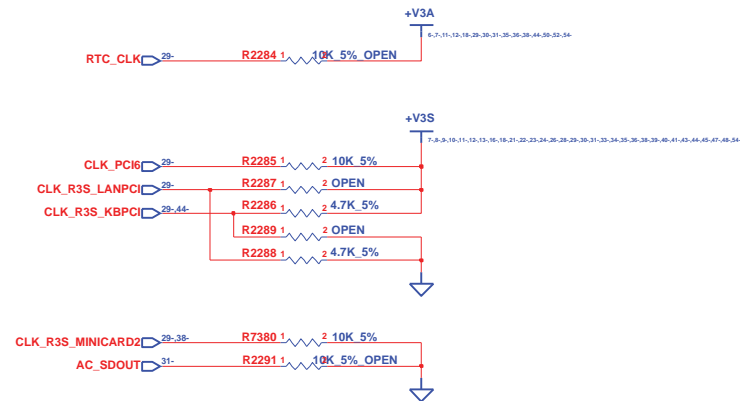 +V3A
6-,7-,11-,12-,18-,29-,30-,31-,35-,36-,38-,44-,50-,52-,54-
RTC_CLK 29- R2284 1 2 10K_5%_OPEN
+V3S
7-,8-,9-,10-,11-,12-,13-,16-,18-,21-,22-,23-,24-,26-,28-,29-,30-,31-,33-,34-,35-,36-,38-,39-,40-,41-,43-,44-,45-,47-,48-,54-
CLK_PCI6 29- R2285 1 2 10K_5%
CLK_R3S_LANPCI 29- R2287 1 2 OPEN
CLK_R3S_KBPCI 29-,44- R2286 1 2 4.7K_5%
R2289 1 2 OPEN
R2288 1 2 4.7K_5%
CLK_R3S_MINICARD2 29-,38- R7380 1 2 10K_5%
AC_SDOUT 31- R2291 1 2 10K_5%_OPEN